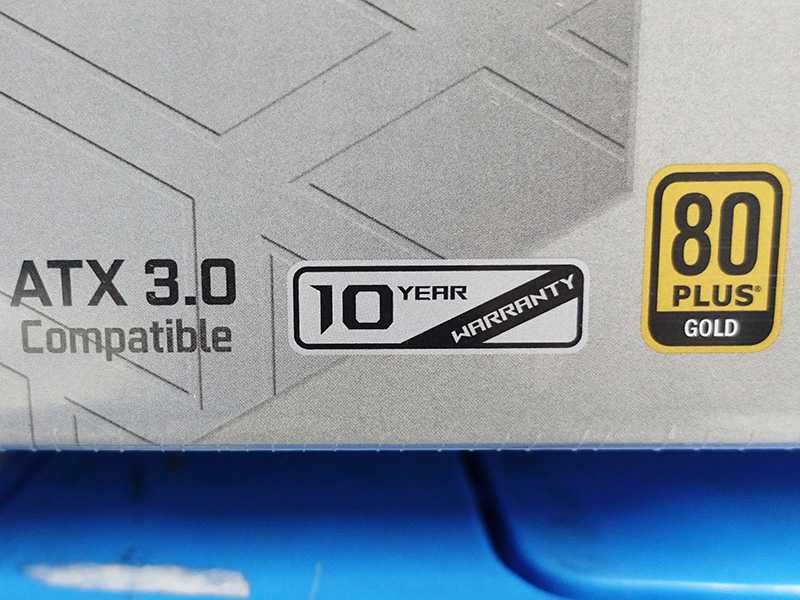 ATX 3.0
Compatible
10 YEAR
WARRANTY
80
PLUS®
GOLD